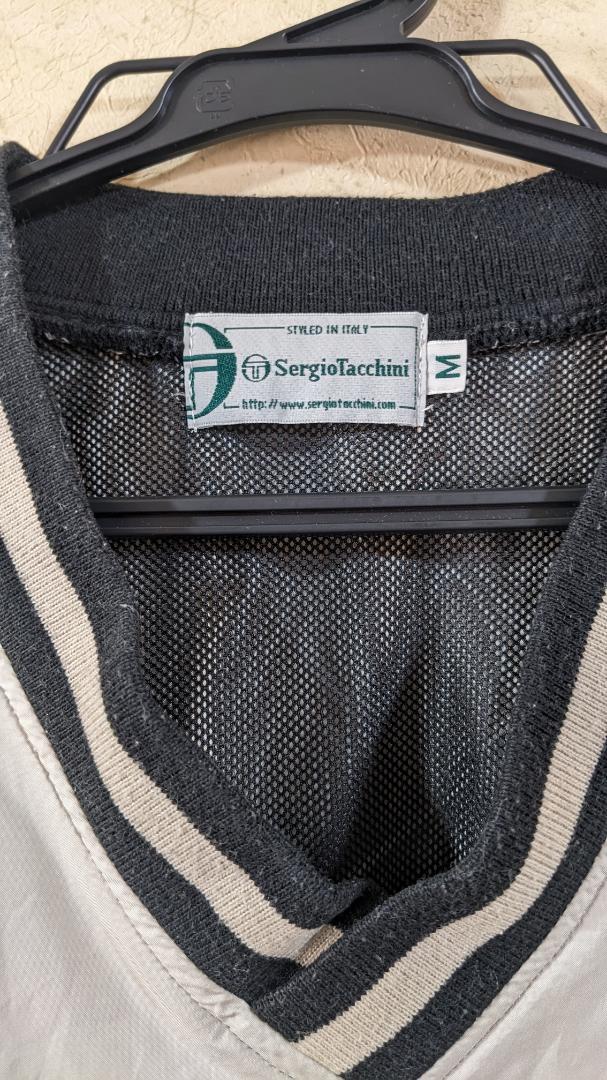 STYLED IN ITALY
SergioTacchini
http://www.sergiotacchini.com
M